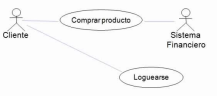 Comprar producto
Cliente
Sistema
Financiero
Loguearse